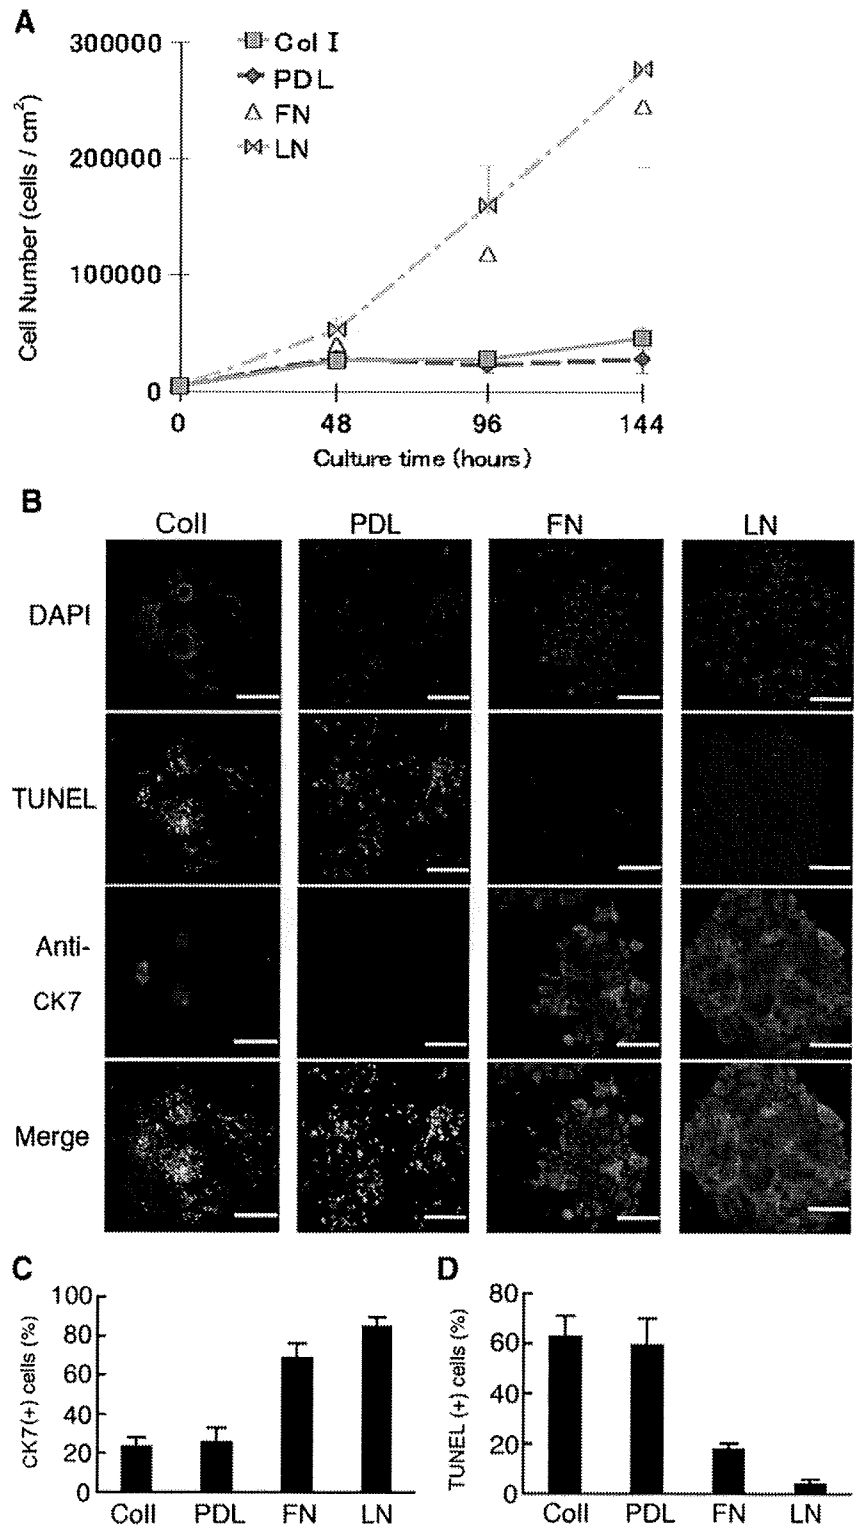 A
300000
200000
100000
0
Cell Number (cells / cm²)
Col I
PDL
FN
LN
0 48 96 144
Culture time (hours)
B
ColI PDL FN LN
DAPI
TUNEL
Anti-
CK7
Merge
C
100
80
60
40
20
0
CK7(+) cells (%)
ColI PDL FN LN
D
80
60
40
20
0
TUNEL (+) cells (%)
ColI PDL FN LN